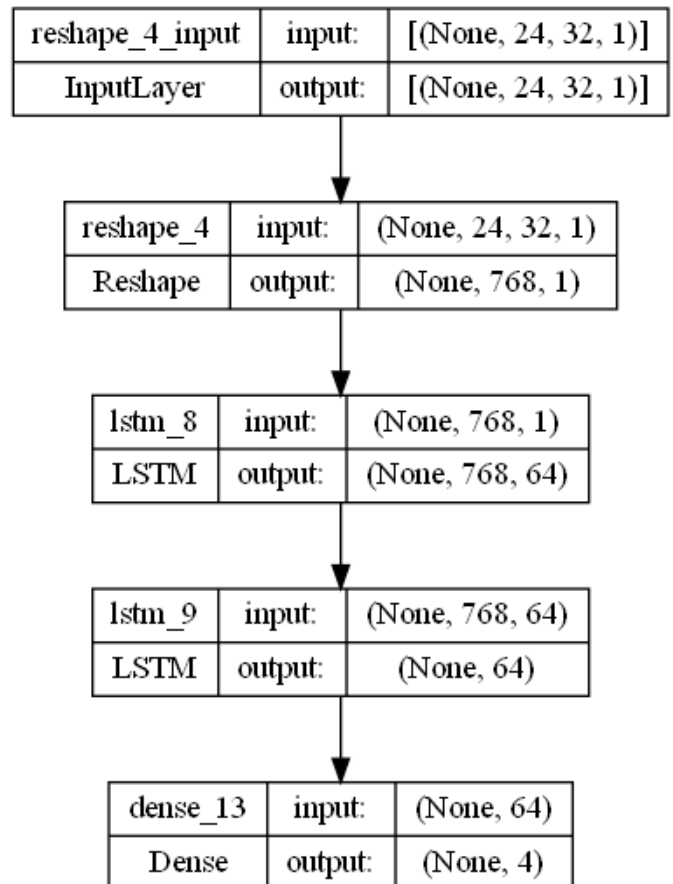 reshape_4_input input: [(None, 24, 32, 1)]
InputLayer output: [(None, 24, 32, 1)]
reshape_4 input: (None, 24, 32, 1)
Reshape output: (None, 768, 1)
lstm_8 input: (None, 768, 1)
LSTM output: (None, 768, 64)
lstm_9 input: (None, 768, 64)
LSTM output: (None, 64)
dense_13 input: (None, 64)
Dense output: (None, 4)